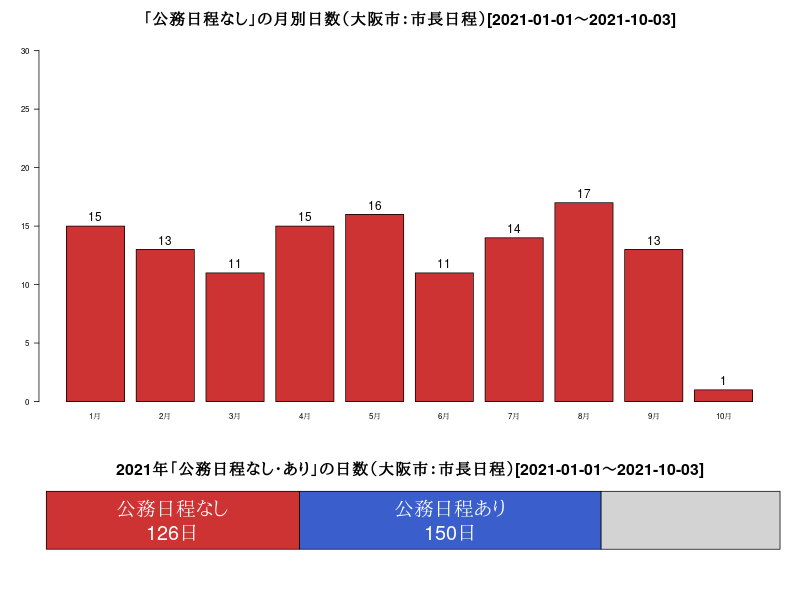 「公務日程なし」の月別日数（大阪市：市長日程）[2021-01-01〜2021-10-03]
30
25
20
15
10
5
0
15
13
11
15
16
11
14
17
13
1
1月
2月
3月
4月
5月
6月
7月
8月
9月
10月
2021年「公務日程なし・あり」の日数（大阪市：市長日程）[2021-01-01〜2021-10-03]
公務日程なし
126日
公務日程あり
150日